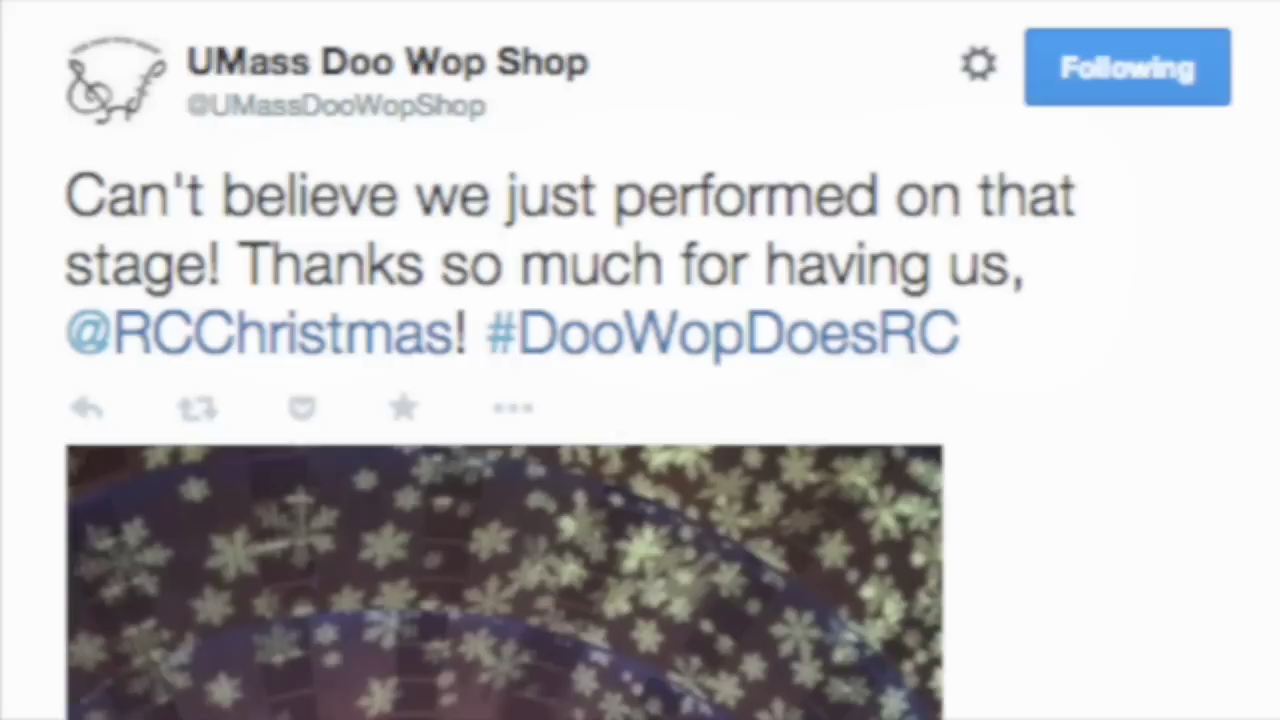 UMass Doo Wop Shop
@UMassDooWopShop
Following
Can't believe we just performed on that
stage! Thanks so much for having us,
@RCChristmas! #DooWopDoesRC